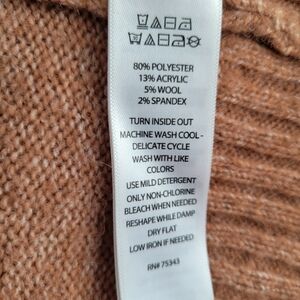 80% POLYESTER
13% ACRYLIC
5% WOOL
2% SPANDEX
TURN INSIDE OUT
MACHINE WASH COOL -
DELICATE CYCLE
WASH WITH LIKE
COLORS
USE MILD DETERGENT
ONLY NON-CHLORINE
BLEACH WHEN NEEDED
RESHAPE WHILE DAMP
DRY FLAT
LOW IRON IF NEEDED
RN# 75343